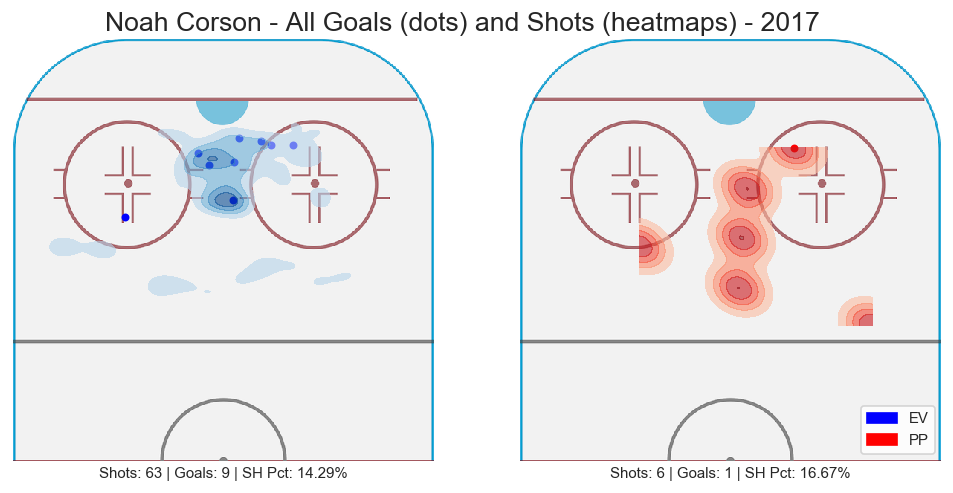 Noah Corson - All Goals (dots) and Shots (heatmaps) - 2017
EV
PP
Shots: 63 | Goals: 9 | SH Pct: 14.29%
Shots: 6 | Goals: 1 | SH Pct: 16.67%